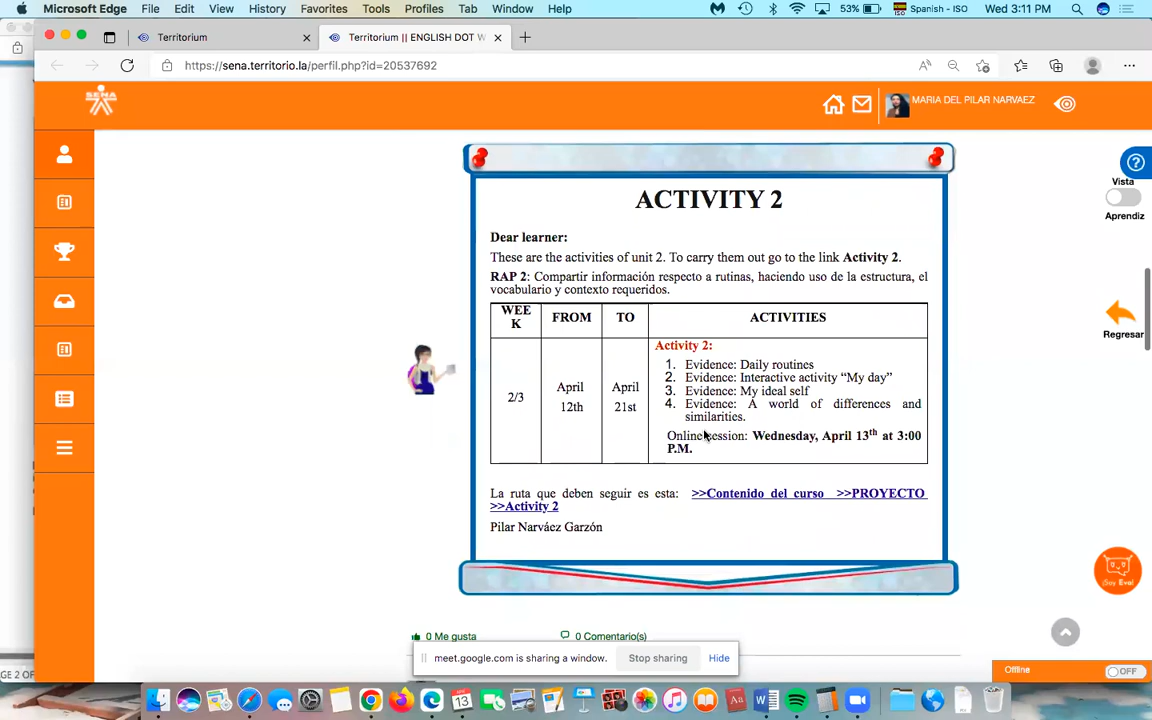 Microsoft Edge File Edit View History Favorites Tools Profiles Tab Window Help 53% Spanish - ISO Wed 3:11 PM
Territorium
Territorium || ENGLISH DOT W
https://sena.territorio.la/perfil.php?id=20537692
SENA
MARIA DEL PILAR NARVAEZ
Vista
Aprendiz
Regresar
ACTIVITY 2
Dear learner:
These are the activities of unit 2. To carry them out go to the link Activity 2.
RAP 2: Compartir información respecto a rutinas, haciendo uso de la estructura, el
vocabulario y contexto requeridos.
WEE
K
FROM
TO
ACTIVITIES
2/3
April
12th
April
21st
Activity 2:
1. Evidence: Daily routines
2. Evidence: Interactive activity “My day”
3. Evidence: My ideal self
4. Evidence: A world of differences and
similarities.
Online session: Wednesday, April 13th at 3:00
P.M.
La ruta que deben seguir es esta: >>Contenido del curso >>PROYECTO
>>Activity 2
Pilar Narváez Garzón
¡Soy Evo!
0 Me gusta
0 Comentario(s)
meet.google.com is sharing a window.
Stop sharing
Hide
Offline
OFF
GE 2 OF
13